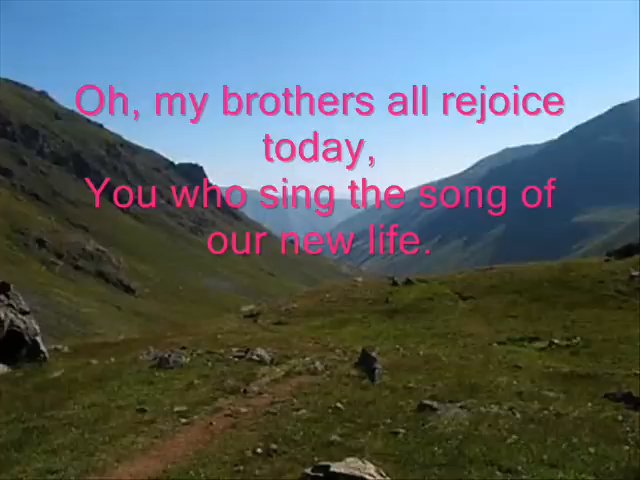 Oh, my brothers all rejoice
today,
You who sing the song of
our new life.